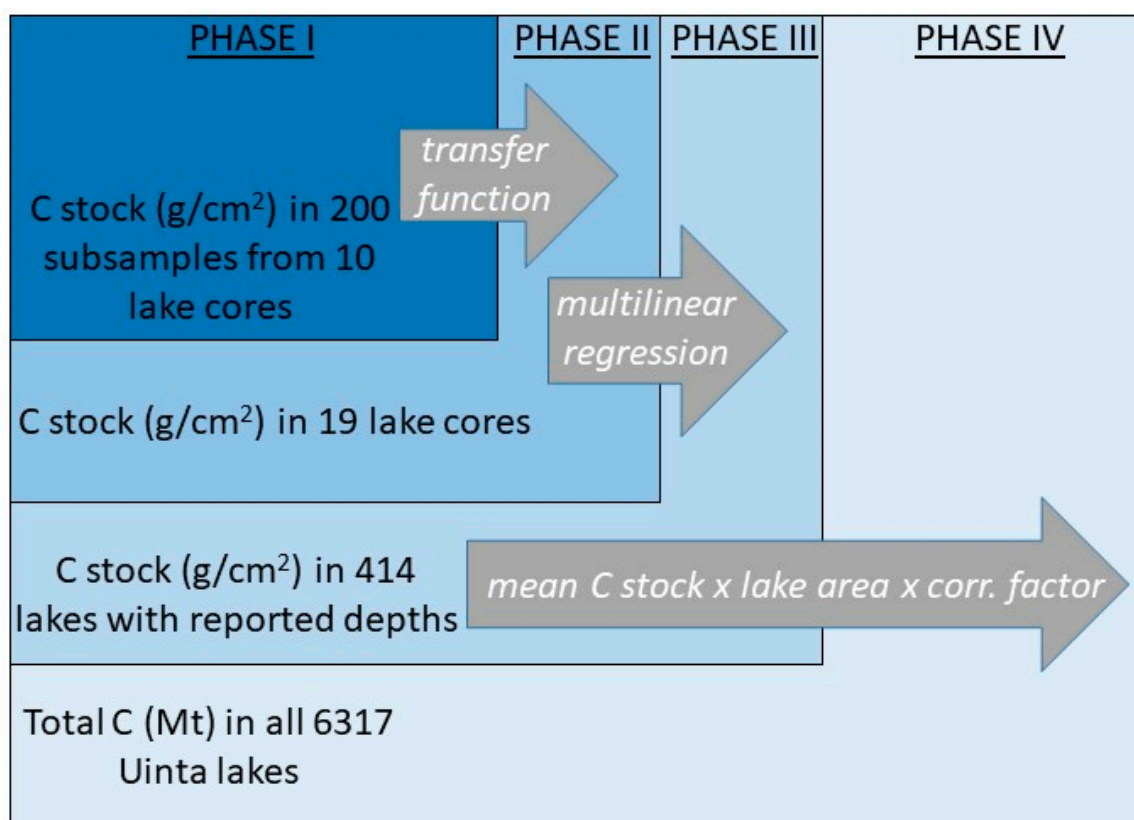 PHASE I
PHASE II
PHASE III
PHASE IV
transfer
function
C stock (g/cm²) in 200
subsamples from 10
lake cores
multilinear
regression
C stock (g/cm²) in 19 lake cores
C stock (g/cm²) in 414
lakes with reported depths
mean C stock x lake area x corr. factor
Total C (Mt) in all 6317
Uinta lakes